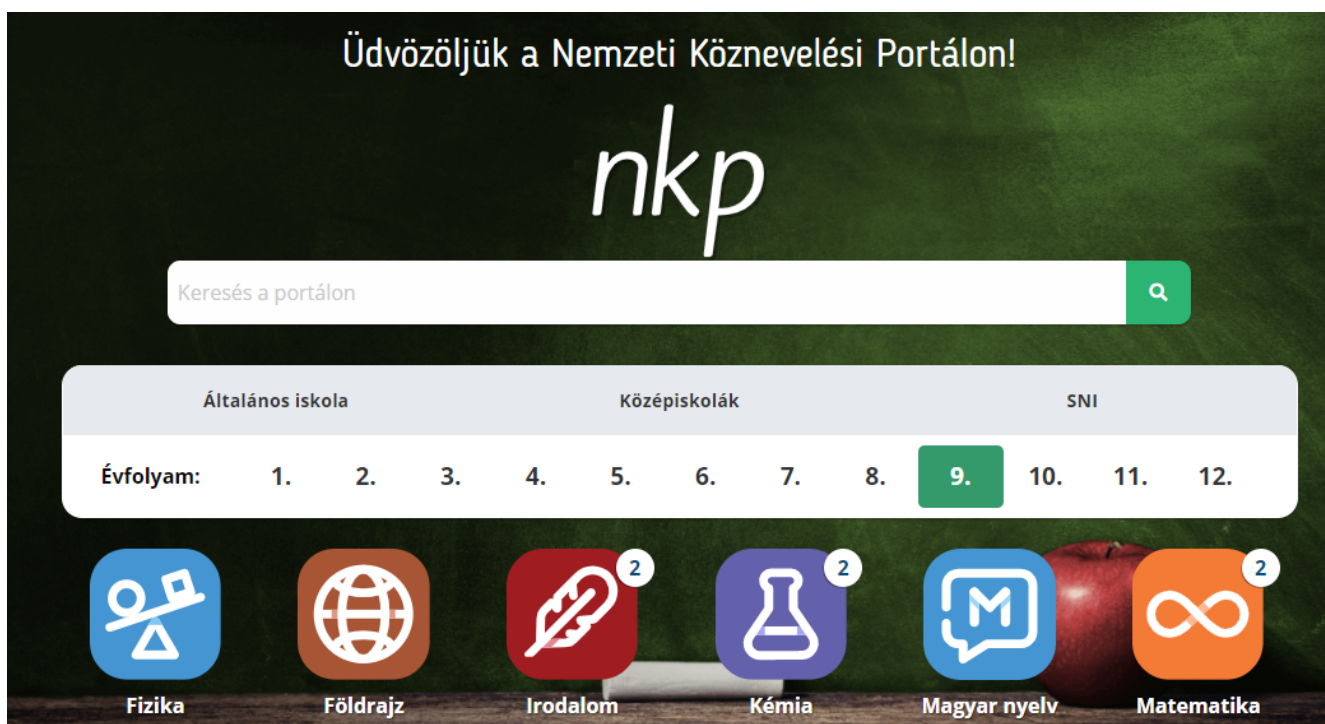 Üdvözöljük a Nemzeti Köznevelési Portálon!
nkp
Keresés a portálon
Általános iskola Középiskolák SNI
Évfolyam: 1. 2. 3. 4. 5. 6. 7. 8. 9. 10. 11. 12.
2 2 2
M
Fizika Földrajz Irodalom Kémia Magyar nyelv Matematika